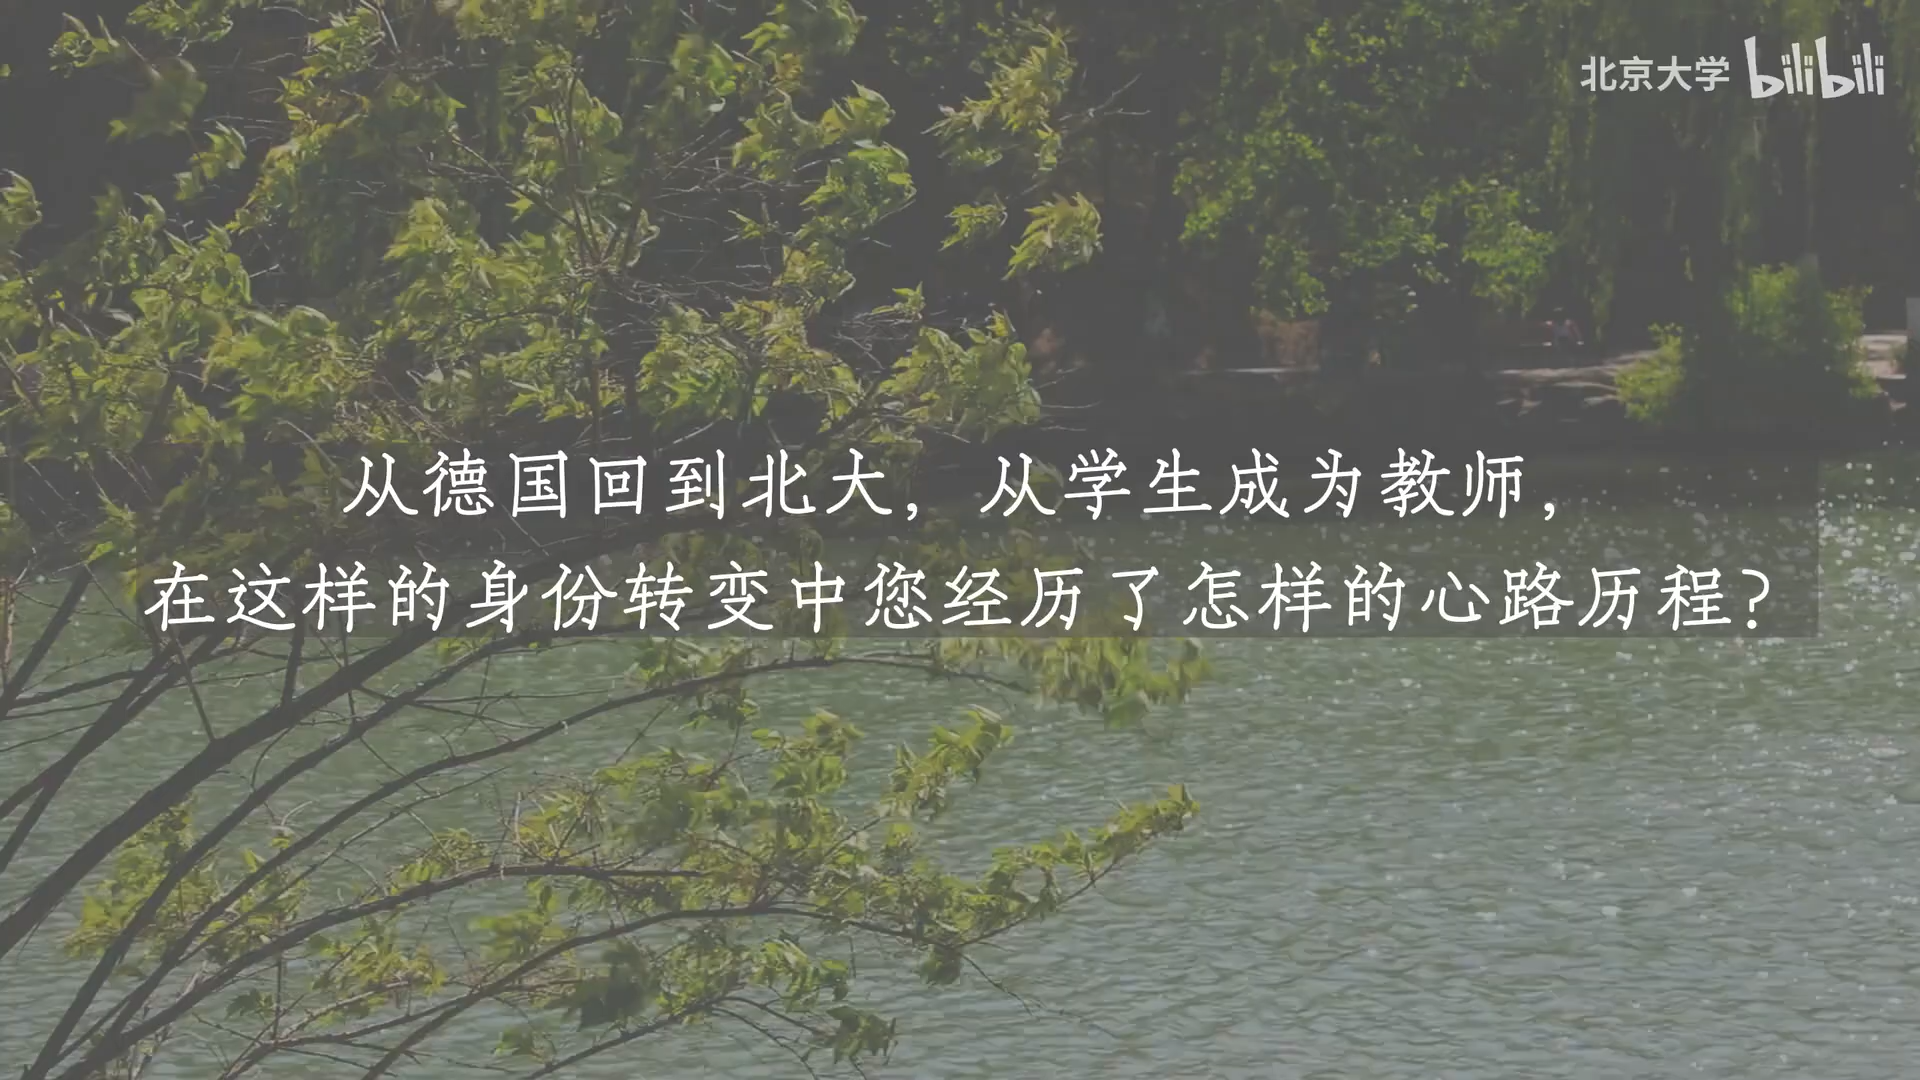 北京大学 bilibili
从德国回到北大，从学生成为教师，
在这样的身份转变中您经历了怎样的心路历程？